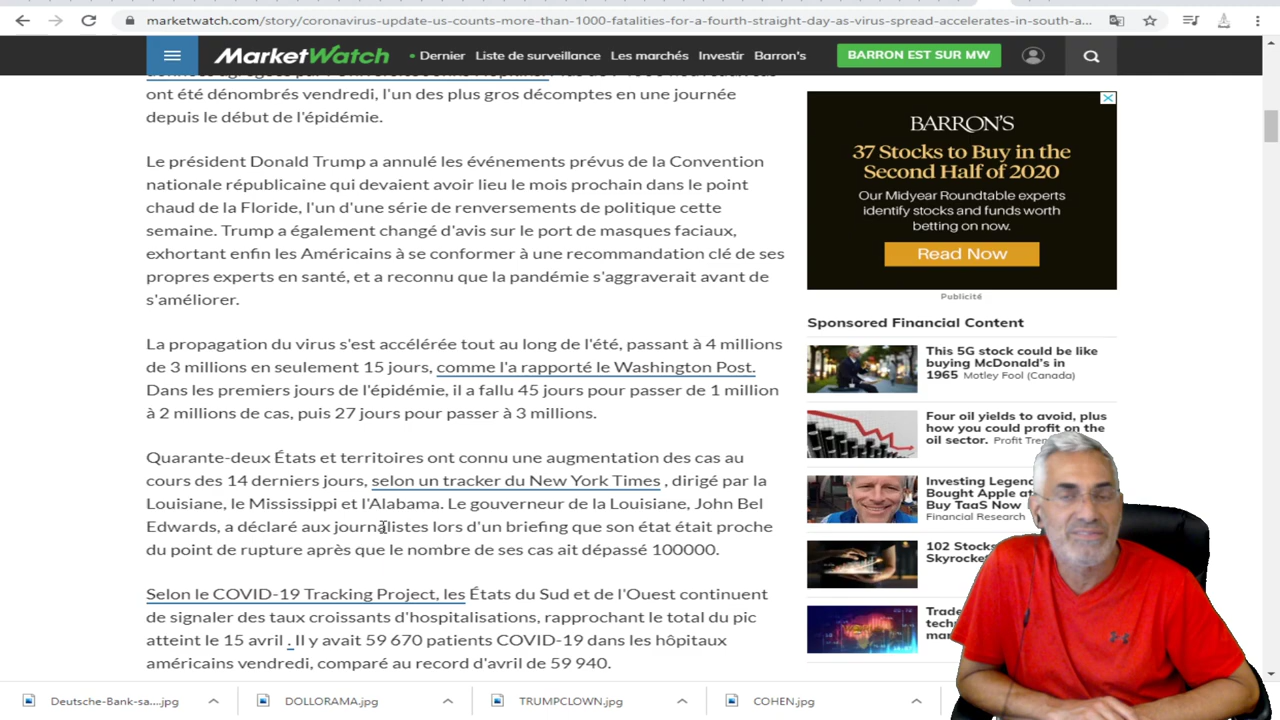 marketwatch.com/story/coronavirus-update-us-counts-more-than-1000-fatalities-for-a-fourth-straight-day-as-virus-spread-accelerates-in-south-a...
MarketWatch • Dernier Liste de surveillance Les marchés Investir Barron's BARRON EST SUR MW
ont été dénombrés vendredi, l'un des plus gros décomptes en une journée
depuis le début de l'épidémie.
Le président Donald Trump a annulé les événements prévus de la Convention
nationale républicaine qui devaient avoir lieu le mois prochain dans le point
chaud de la Floride, l'un d'une série de renversements de politique cette
semaine. Trump a également changé d'avis sur le port de masques faciaux,
exhortant enfin les Américains à se conformer à une recommandation clé de ses
propres experts en santé, et a reconnu que la pandémie s'aggraverait avant de
s'améliorer.
La propagation du virus s'est accélérée tout au long de l'été, passant à 4 millions
de 3 millions en seulement 15 jours, comme l'a rapporté le Washington Post.
Dans les premiers jours de l'épidémie, il a fallu 45 jours pour passer de 1 million
à 2 millions de cas, puis 27 jours pour passer à 3 millions.
Quarante-deux États et territoires ont connu une augmentation des cas au
cours des 14 derniers jours, selon un tracker du New York Times , dirigé par la
Louisiane, le Mississippi et l'Alabama. Le gouverneur de la Louisiane, John Bel
Edwards, a déclaré aux journalistes lors d'un briefing que son état était proche
du point de rupture après que le nombre de ses cas ait dépassé 100000.
Selon le COVID-19 Tracking Project, les États du Sud et de l'Ouest continuent
de signaler des taux croissants d'hospitalisations, rapprochant le total du pic
atteint le 15 avril . Il y avait 59 670 patients COVID-19 dans les hôpitaux
américains vendredi, comparé au record d'avril de 59 940.
BARRON'S
37 Stocks to Buy in the
Second Half of 2020
Our Midyear Roundtable experts
identify stocks and funds worth
betting on now.
Read Now
Publicité
Sponsored Financial Content
This 5G stock could be like
buying McDonald's in
1965 Motley Fool (Canada)
Four oil yields to avoid, plus
how you could profit on the
oil sector. Profit
Investing
Bought Apple
Buy TaaS Now
Financial Research
102 Stocks
Deutsche-Bank-sa....jpg DOLLORAMA.jpg TRUMPCLOWN.jpg COHEN.jpg